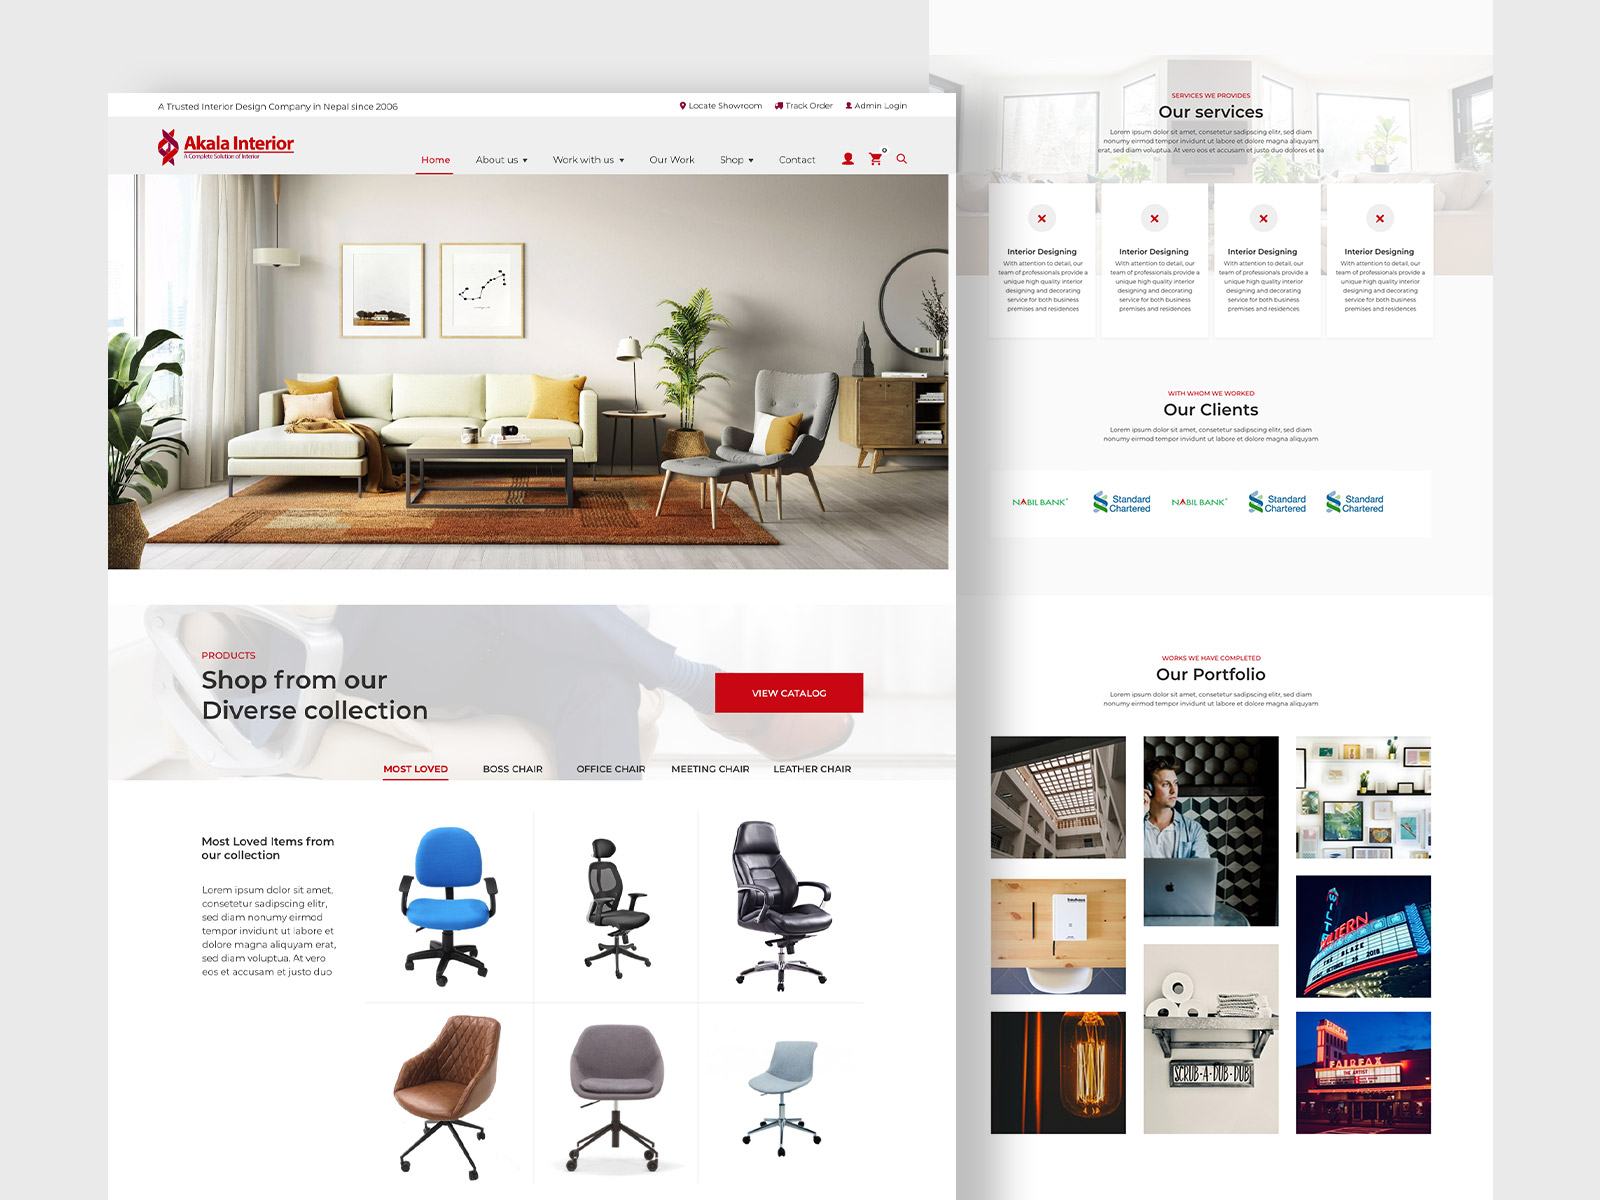 A Trusted Interior Design Company in Nepal since 2006
Locate Showroom
Track Order
Admin Login
Akala Interior
A Complete Solution of Interior
Home
About us
Work with us
Our Work
Shop
Contact
0
PRODUCTS
Shop from our
Diverse collection
VIEW CATALOG
MOST LOVED
BOSS CHAIR
OFFICE CHAIR
MEETING CHAIR
LEATHER CHAIR
Most Loved Items from
our collection
Lorem ipsum dolor sit amet,
consetetur sadipscing elitr,
sed diam nonumy eirmod
tempor invidunt ut labore et
dolore magna aliquyam erat,
sed diam voluptua. At vero
eos et accusam et justo duo
SERVICES WE PROVIDES
Our services
Lorem ipsum dolor sit amet, consetetur sadipscing elitr, sed diam
nonumy eirmod tempor invidunt ut labore et dolore magna aliquyam
erat, sed diam voluptua. At vero eos et accusam et justo duo dolores et ea
Interior Designing
With attention to detail, our
team of professionals provide a
unique high quality interior
designing and decorating
service for both business
premises and residences
Interior Designing
With attention to detail, our
team of professionals provide a
unique high quality interior
designing and decorating
service for both business
premises and residences
Interior Designing
With attention to detail, our
team of professionals provide a
unique high quality interior
designing and decorating
service for both business
premises and residences
Interior Designing
With attention to detail, our
team of professionals provide a
unique high quality interior
designing and decorating
service for both business
premises and residences
WITH WHOM WE WORKED
Our Clients
Lorem ipsum dolor sit amet, consetetur sadipscing elitr, sed diam
nonumy eirmod tempor invidunt ut labore et dolore magna aliquyam
NABIL BANK
Standard
Chartered
NABIL BANK
Standard
Chartered
Standard
Chartered
WORKS WE HAVE COMPLETED
Our Portfolio
Lorem ipsum dolor sit amet, consetetur sadipscing elitr, sed diam
nonumy eirmod tempor invidunt ut labore et dolore magna aliquyam
bauhaus
WILTERN
THE BLAZE
26 2018
SCRUB-A-DUB-DUB
FAIRFAX
THE ARTIST